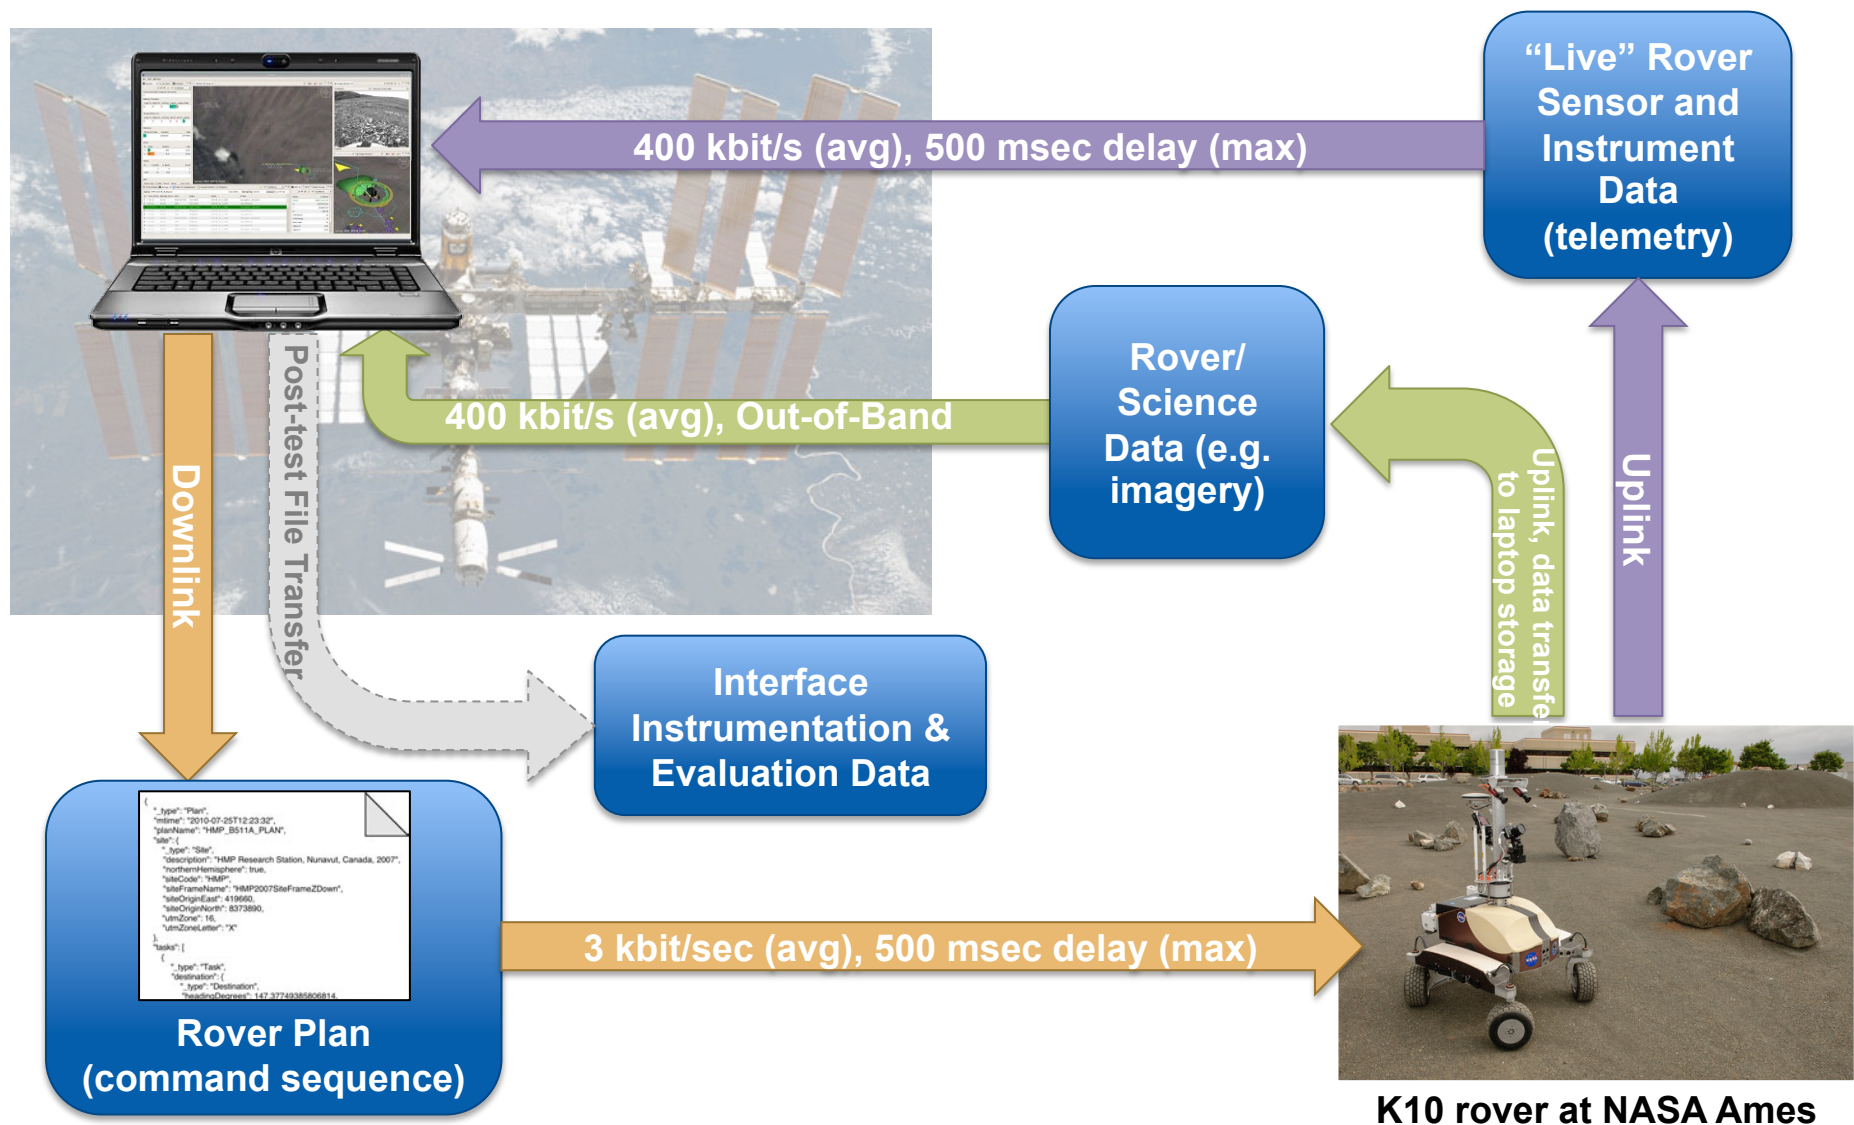 “Live” Rover
Sensor and
Instrument
Data
(telemetry)
400 kbit/s (avg), 500 msec delay (max)
Rover/
Science
Data (e.g.
imagery)
400 kbit/s (avg), Out-of-Band
Uplink, data transfer
to laptop storage
Uplink
Downlink
Post-test File Transfer
Interface
Instrumentation &
Evaluation Data
{
"_type": "Plan",
"mtime": "2010-07-25T12:23:32",
"planName": "HMP_B511A_PLAN",
"site": {
"_type": "Site",
"description": "HMP Research Station, Nunavut, Canada, 2007",
"northernHemisphere": true,
"siteCode": "HMP",
"siteFrameName": "HMP2007SiteFrameZDown",
"siteOriginEast": 419660,
"siteOriginNorth": 8373890,
"utmZone": 16,
"utmZoneLetter": "X"
},
"tasks": [
{
"_type": "Task",
"destination": {
"_type": "Destination",
"headingDegrees": 147.37749385806814,
Rover Plan
(command sequence)
3 kbit/sec (avg), 500 msec delay (max)
K10 rover at NASA Ames